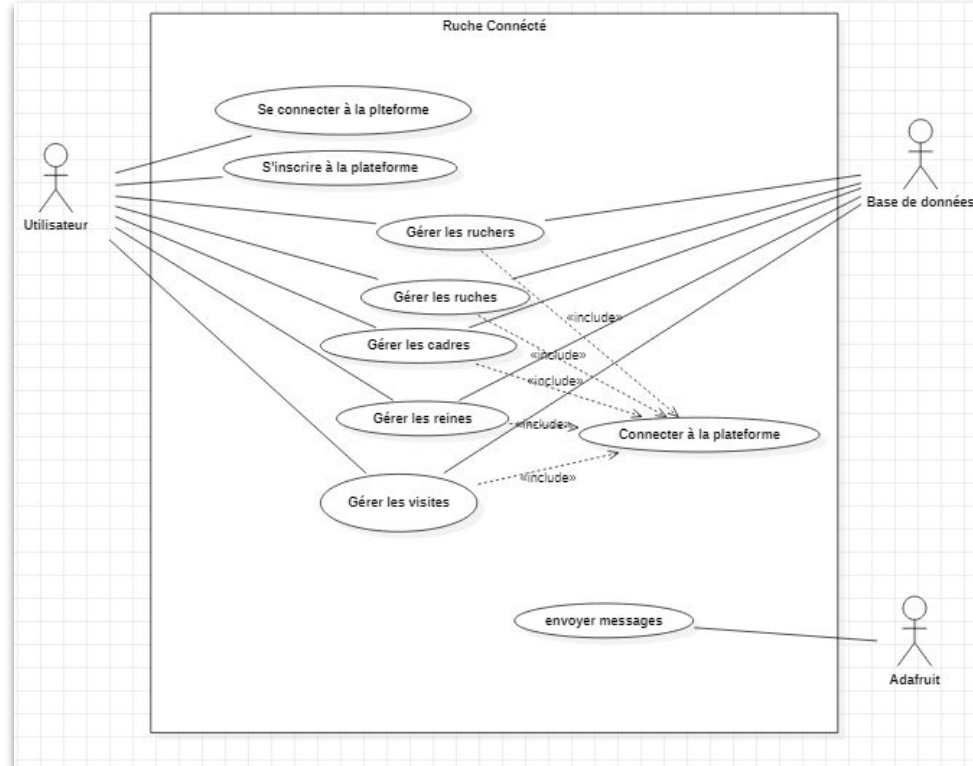 Ruche Connécté
Se connecter à la plteforme
S'inscrire à la plateforme
Utilisateur
Base de données
Gérer les ruchers
Gérer les ruches
«include»
Gérer les cadres
«include»
«include»
Gérer les reines
«include»
Connecter à la plateforme
«include»
Gérer les visites
envoyer messages
Adafruit